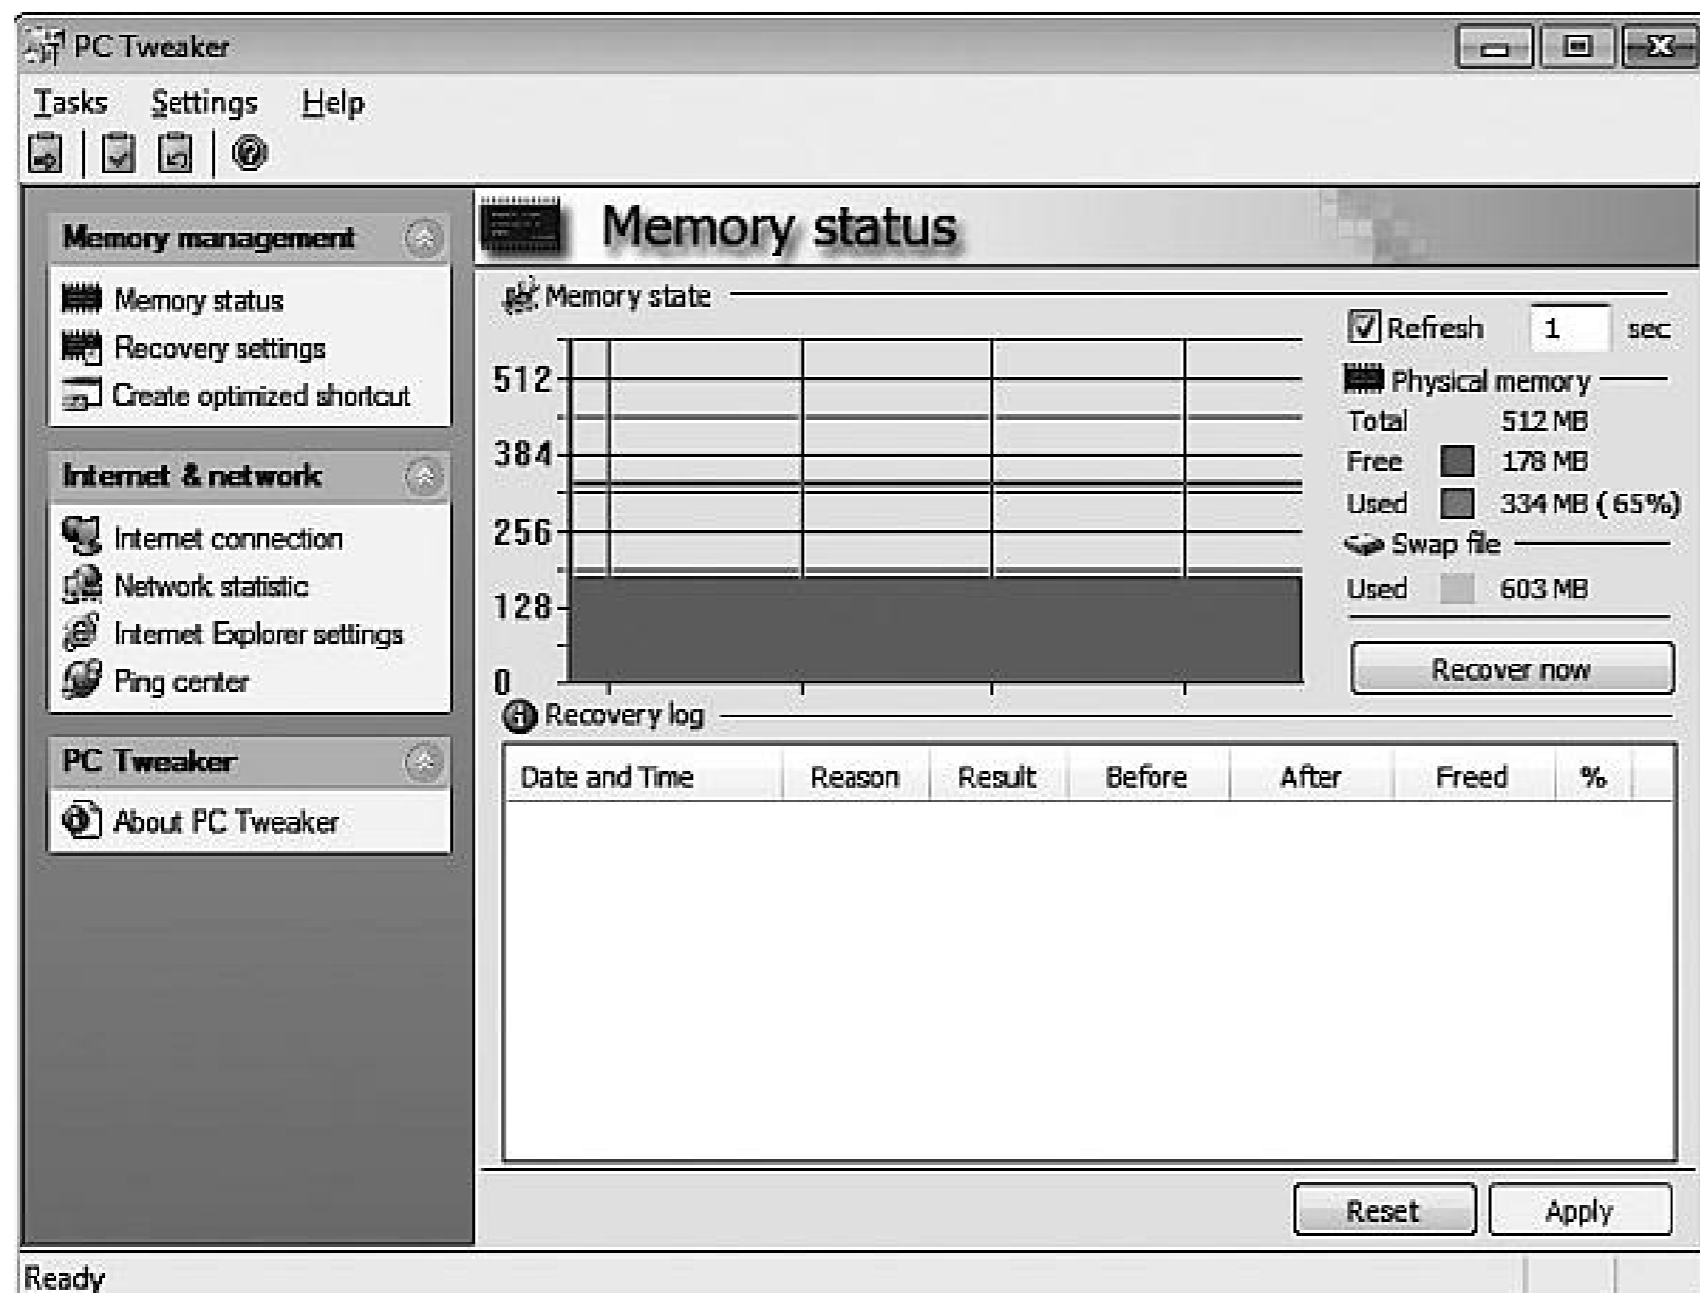 PC Tweaker
Tasks Settings Help
Memory management
Memory status
Recovery settings
Create optimized shortcut
Internet & network
Internet connection
Network statistic
Internet Explorer settings
Ping center
PC Tweaker
About PC Tweaker
Memory status
Memory state
512
384
256
128
0
Refresh 1 sec
Physical memory
Total 512 MB
Free 178 MB
Used 334 MB (65%)
Swap file
Used 603 MB
Recover now
Recovery log
Date and Time Reason Result Before After Freed %
Reset Apply
Ready